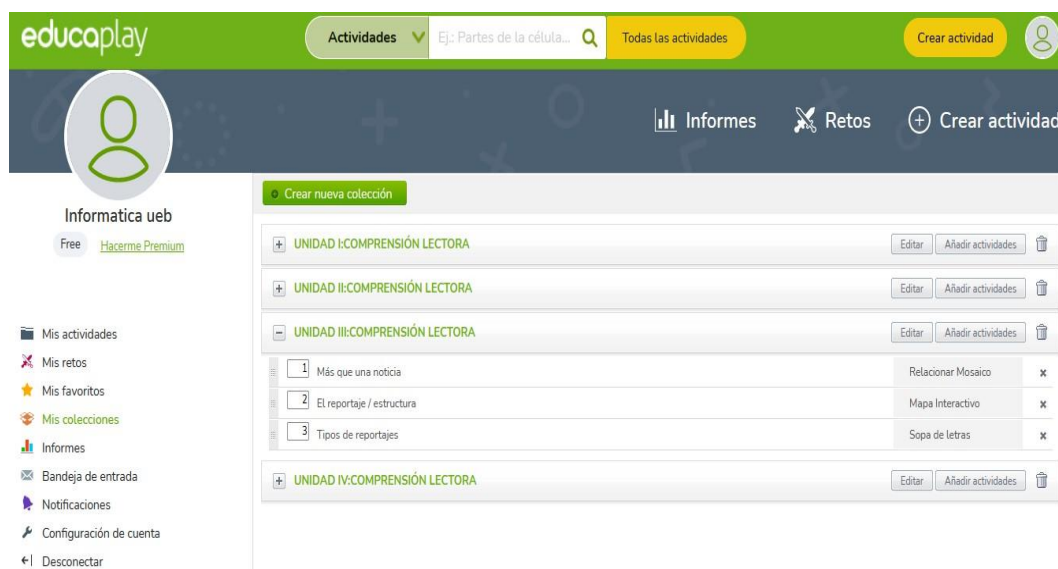 educaplay
Actividades
Ej.: Partes de la célula...
Todas las actividades
Crear actividad
Informes
Retos
Crear actividad
Informatica ueb
Free Hacerme Premium
Mis actividades
Mis retos
Mis favoritos
Mis colecciones
Informes
Bandeja de entrada
Notificaciones
Configuración de cuenta
Desconectar
Crear nueva colección
UNIDAD I:COMPRENSIÓN LECTORA Editar Añadir actividades
UNIDAD II:COMPRENSIÓN LECTORA Editar Añadir actividades
UNIDAD III:COMPRENSIÓN LECTORA Editar Añadir actividades
1 Más que una noticia Relacionar Mosaico x
2 El reportaje / estructura Mapa Interactivo x
3 Tipos de reportajes Sopa de letras x
UNIDAD IV:COMPRENSIÓN LECTORA Editar Añadir actividades